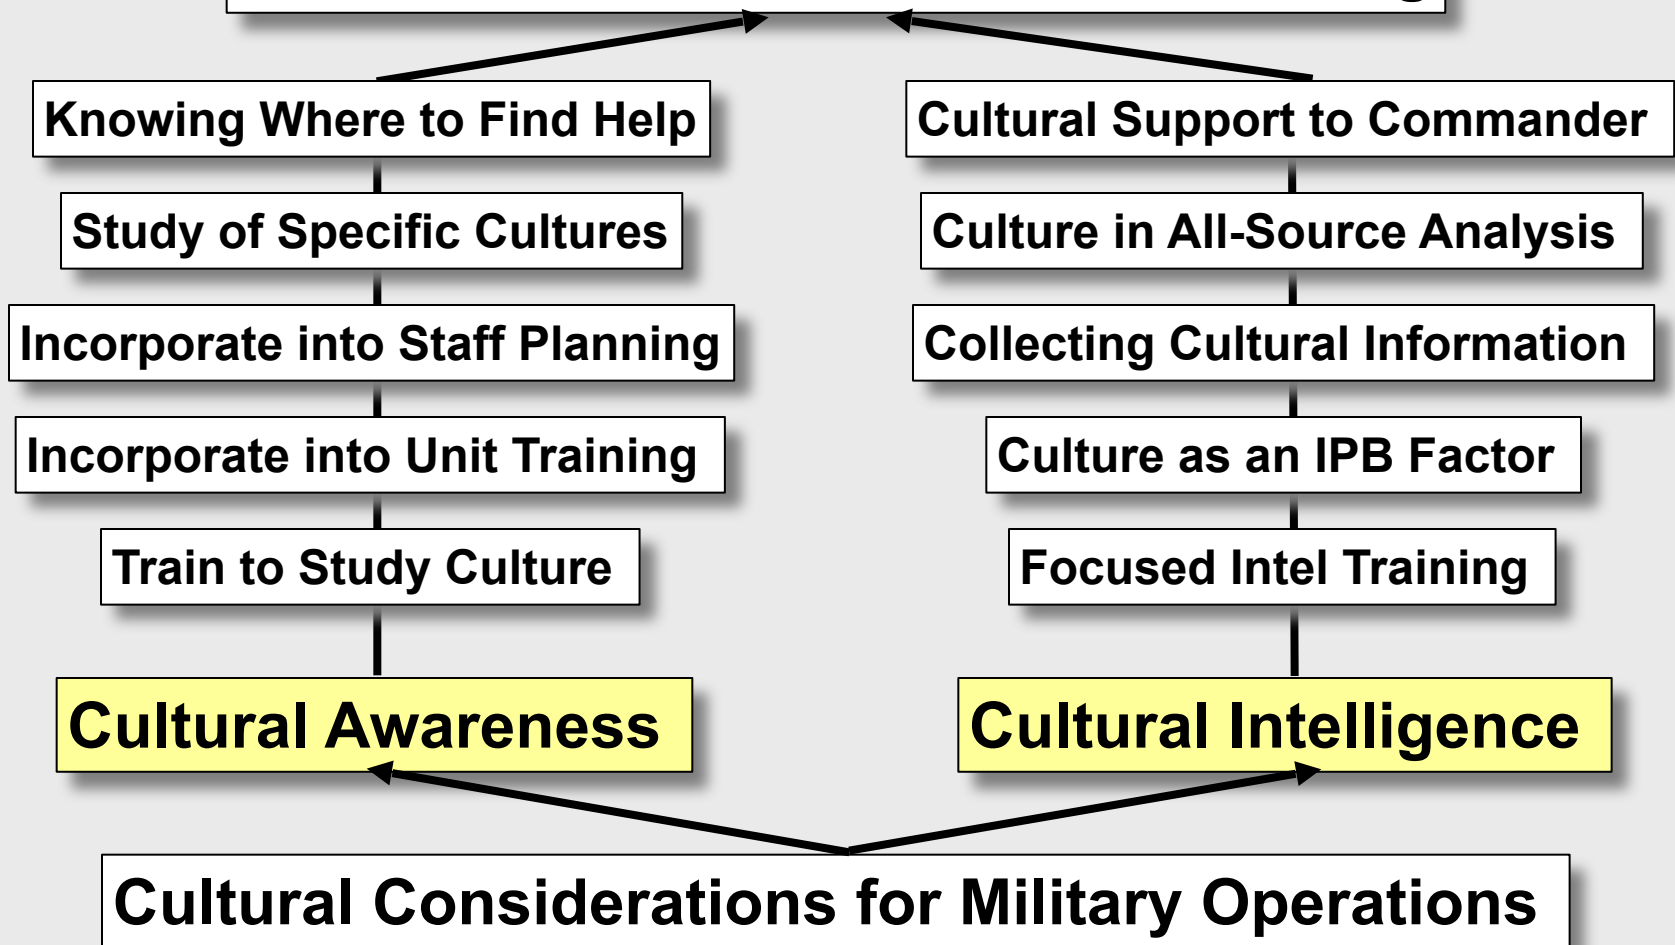 Knowing Where to Find Help
Cultural Support to Commander
Study of Specific Cultures
Culture in All-Source Analysis
Incorporate into Staff Planning
Collecting Cultural Information
Incorporate into Unit Training
Culture as an IPB Factor
Train to Study Culture
Focused Intel Training
Cultural Awareness
Cultural Intelligence
Cultural Considerations for Military Operations